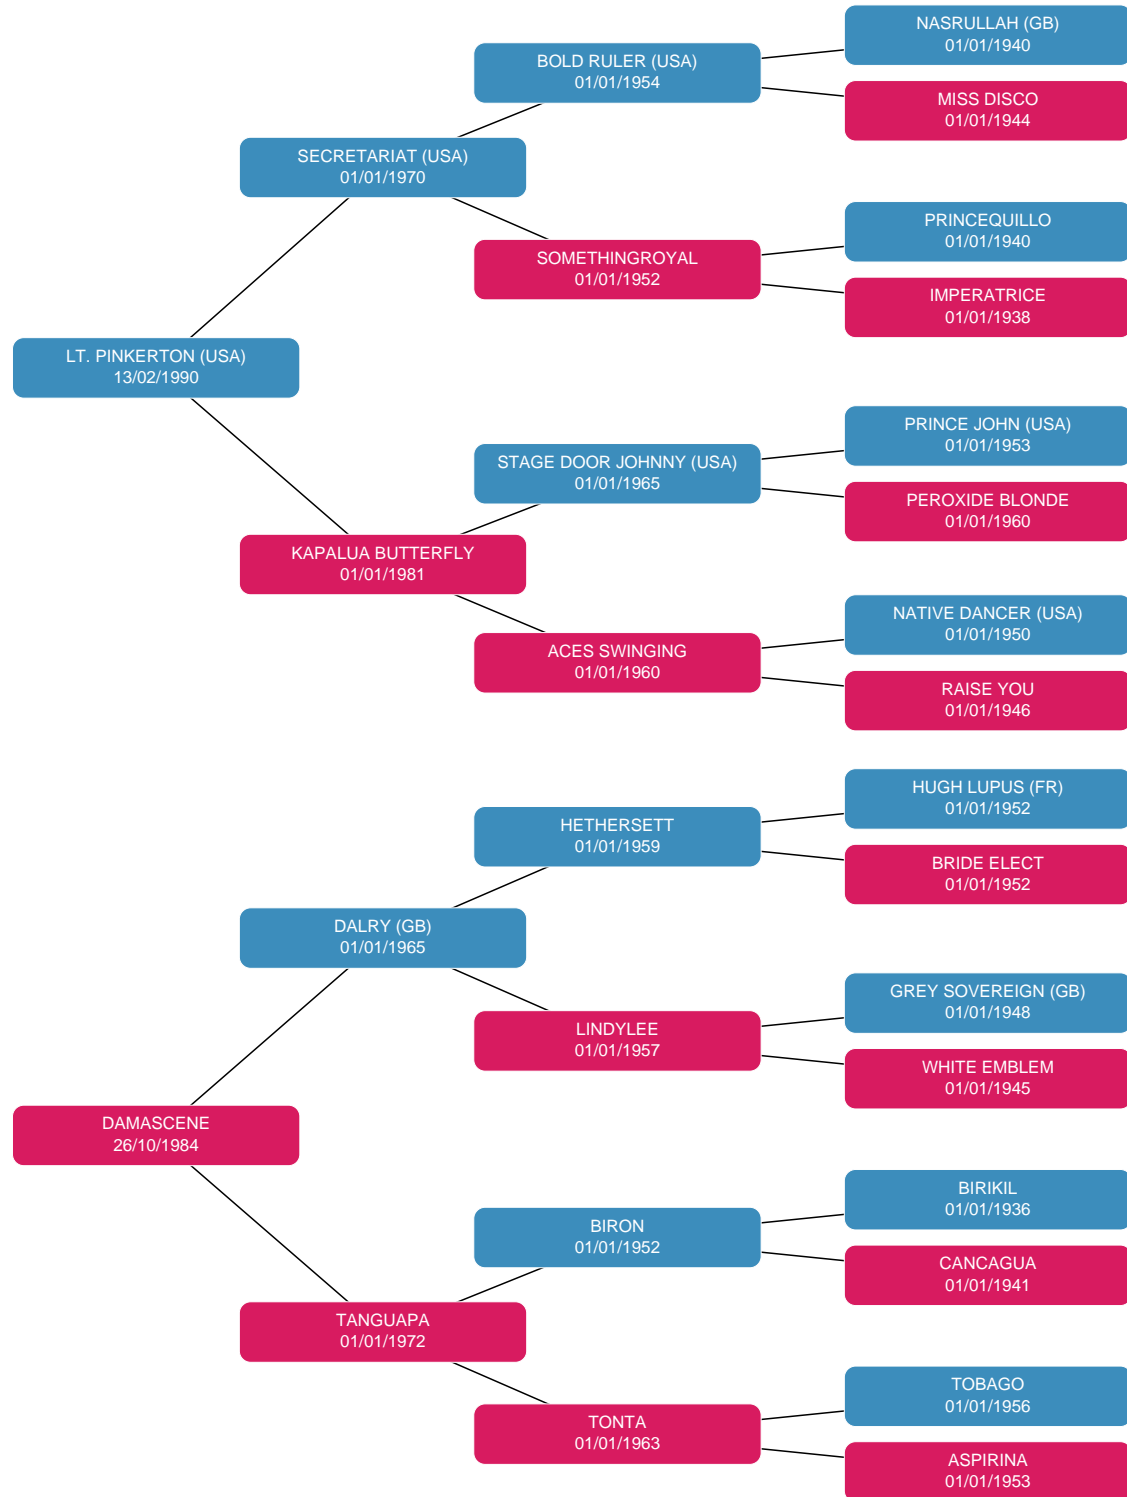 NASRULLAH (GB)
01/01/1940
BOLD RULER (USA)
01/01/1954
MISS DISCO
01/01/1944
SECRETARIAT (USA)
01/01/1970
PRINCEQUILLO
01/01/1940
SOMETHINGROYAL
01/01/1952
IMPERATRICE
01/01/1938
LT. PINKERTON (USA)
13/02/1990
PRINCE JOHN (USA)
01/01/1953
STAGE DOOR JOHNNY (USA)
01/01/1965
PEROXIDE BLONDE
01/01/1960
KAPALUA BUTTERFLY
01/01/1981
NATIVE DANCER (USA)
01/01/1950
ACES SWINGING
01/01/1960
RAISE YOU
01/01/1946
HUGH LUPUS (FR)
01/01/1952
HETHERSETT
01/01/1959
BRIDE ELECT
01/01/1952
DALRY (GB)
01/01/1965
GREY SOVEREIGN (GB)
01/01/1948
LINDYLEE
01/01/1957
WHITE EMBLEM
01/01/1945
DAMASCENE
26/10/1984
BIRIKIL
01/01/1936
BIRON
01/01/1952
CANCAGUA
01/01/1941
TANGUAPA
01/01/1972
TOBAGO
01/01/1956
TONTA
01/01/1963
ASPIRINA
01/01/1953